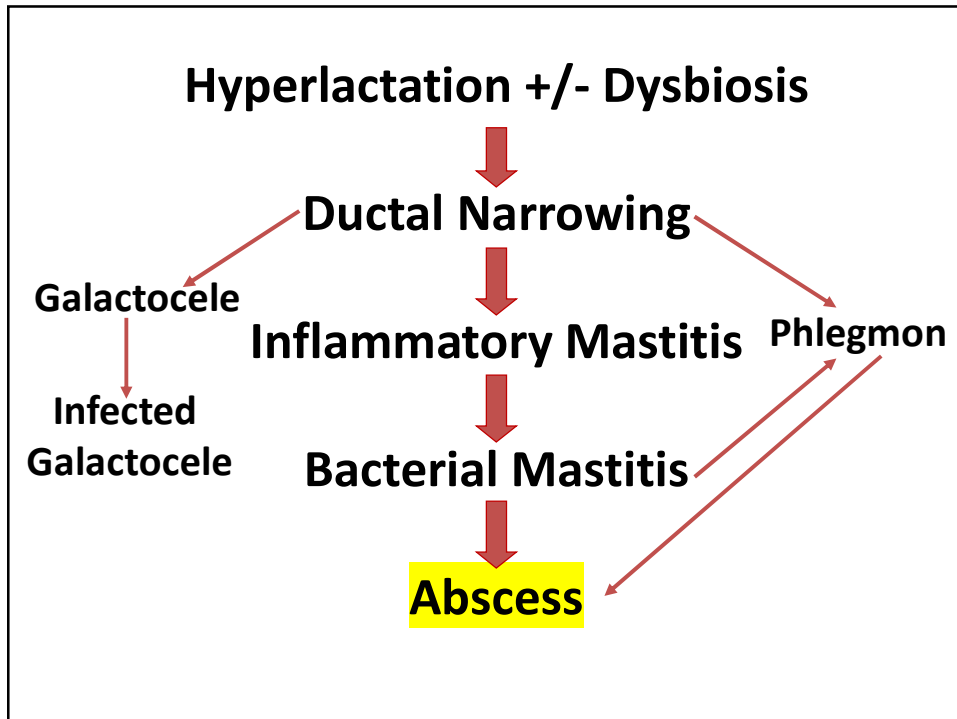 Hyperlactation +/- Dysbiosis
Ductal Narrowing
Galactocele
Inflammatory Mastitis
Phlegmon
Infected
Galactocele
Bacterial Mastitis
Abscess